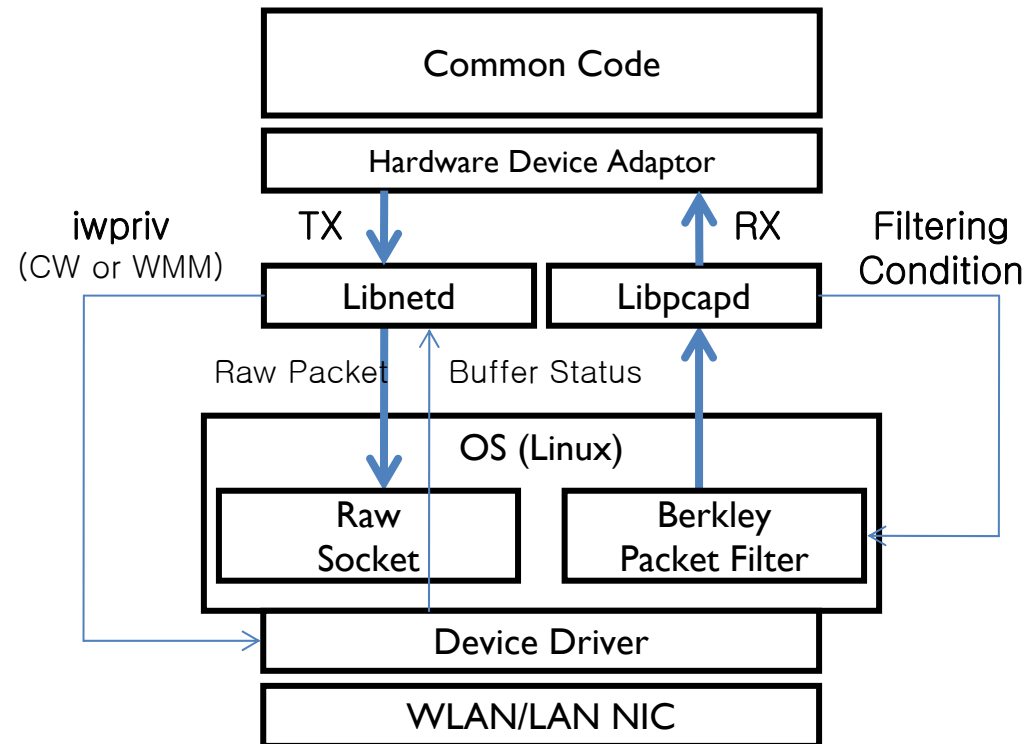 Common Code
Hardware Device Adaptor
iwpriv
(CW or WMM)
TX
RX
Filtering
Condition
Libnetd
Libpcapd
Raw Packet
Buffer Status
OS (Linux)
Raw
Socket
Berkley
Packet Filter
Device Driver
WLAN/LAN NIC